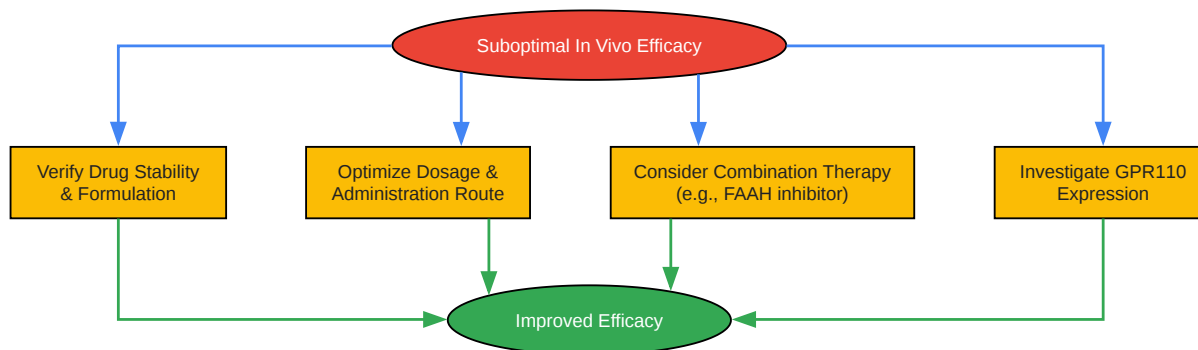 Suboptimal In Vivo Efficacy
Verify Drug Stability
& Formulation
Optimize Dosage &
Administration Route
Consider Combination Therapy
(e.g., FAAH inhibitor)
Investigate GPR110
Expression
Improved Efficacy